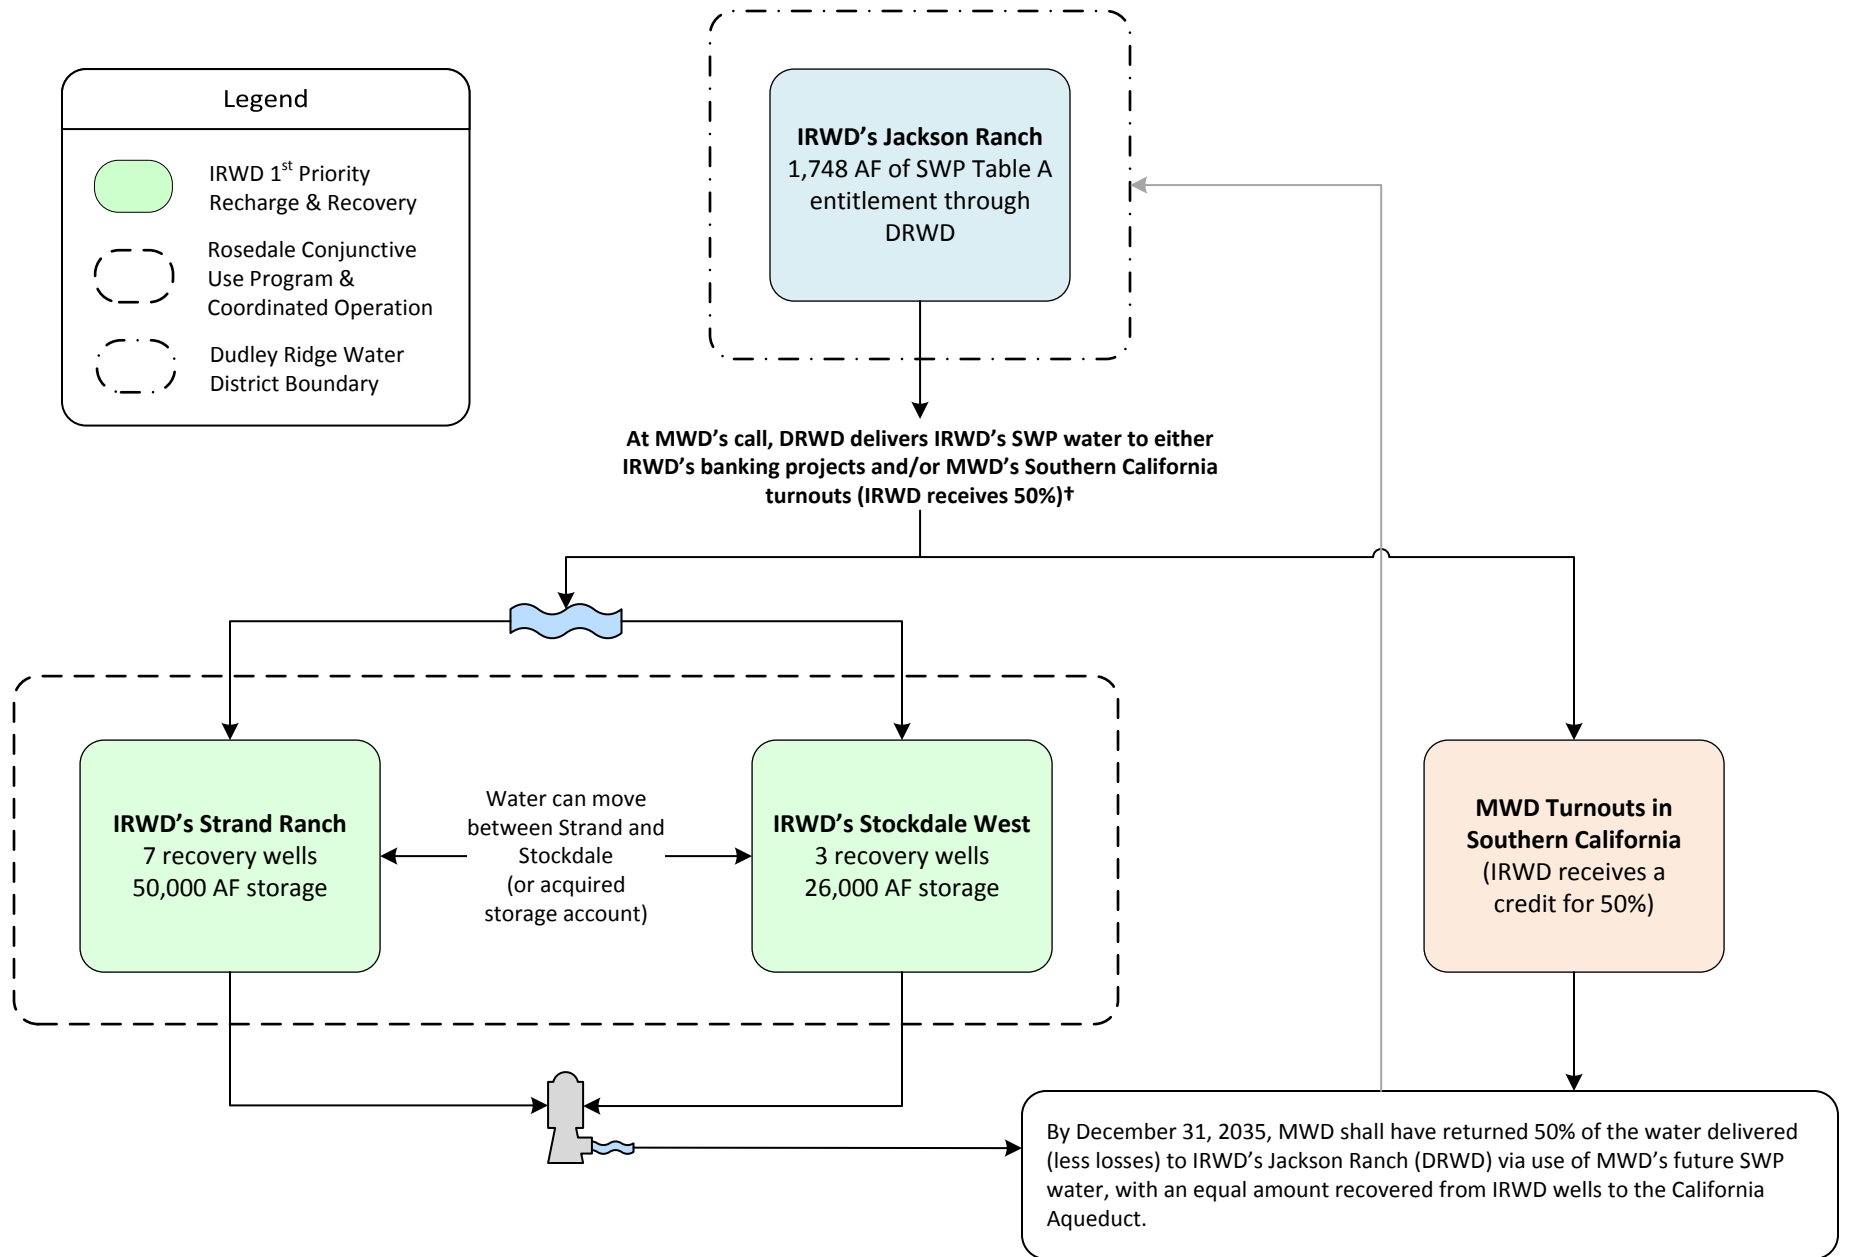 Legend
IRWD 1st Priority
Recharge & Recovery
Rosedale Conjunctive
Use Program &
Coordinated Operation
Dudley Ridge Water
District Boundary
IRWD’s Jackson Ranch
1,748 AF of SWP Table A
entitlement through
DRWD
At MWD’s call, DRWD delivers IRWD’s SWP water to either
IRWD’s banking projects and/or MWD’s Southern California
turnouts (IRWD receives 50%)†
IRWD’s Strand Ranch
7 recovery wells
50,000 AF storage
Water can move
between Strand and
Stockdale
(or acquired
storage account)
IRWD’s Stockdale West
3 recovery wells
26,000 AF storage
MWD Turnouts in
Southern California
(IRWD receives a
credit for 50%)
By December 31, 2035, MWD shall have returned 50% of the water delivered
(less losses) to IRWD’s Jackson Ranch (DRWD) via use of MWD’s future SWP
water, with an equal amount recovered from IRWD wells to the California
Aqueduct.